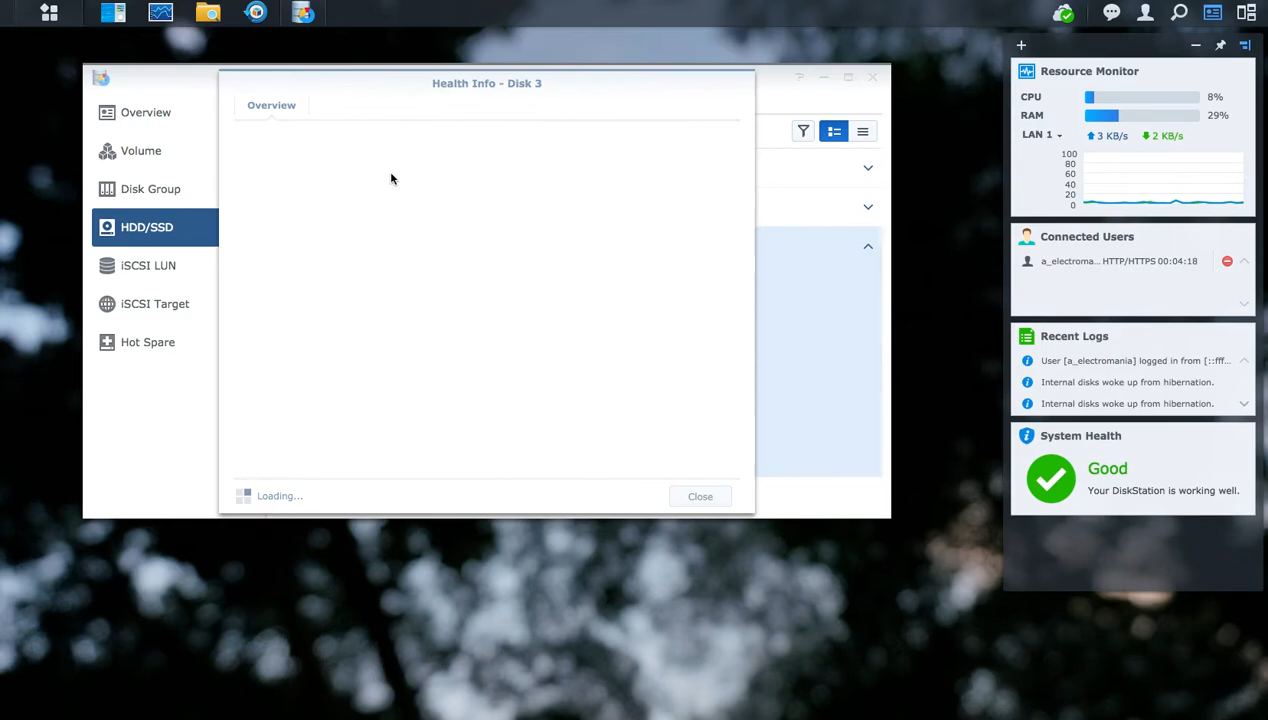 Health Info - Disk 3
Overview
Overview
Volume
Disk Group
HDD/SSD
iSCSI LUN
iSCSI Target
Hot Spare
Loading...
Close
Resource Monitor
CPU 8%
RAM 29%
LAN 1 3 KB/s 2 KB/s
100
80
60
40
20
0
Connected Users
a_electroma... HTTP/HTTPS 00:04:18
Recent Logs
User [a_electromania] logged in from [::fff...
Internal disks woke up from hibernation.
Internal disks woke up from hibernation.
System Health
Good
Your DiskStation is working well.